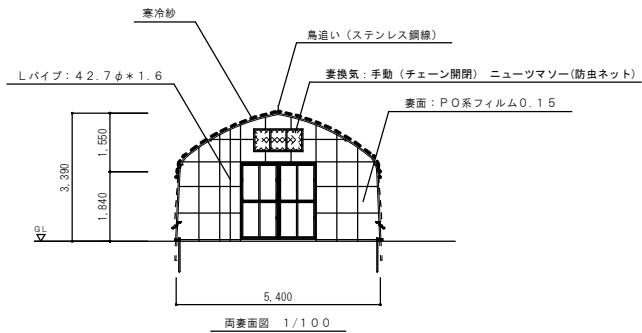 寒冷紗
鳥追い（ステンレス鋼線）
Lパイプ：42.7φ*1.6
妻換気：手動（チェーン開閉） ニューツマソー(防虫ネット)
妻面：PO系フィルム0.15
1,550
3,390
1,840
GL
5,400
両妻面図 1/100